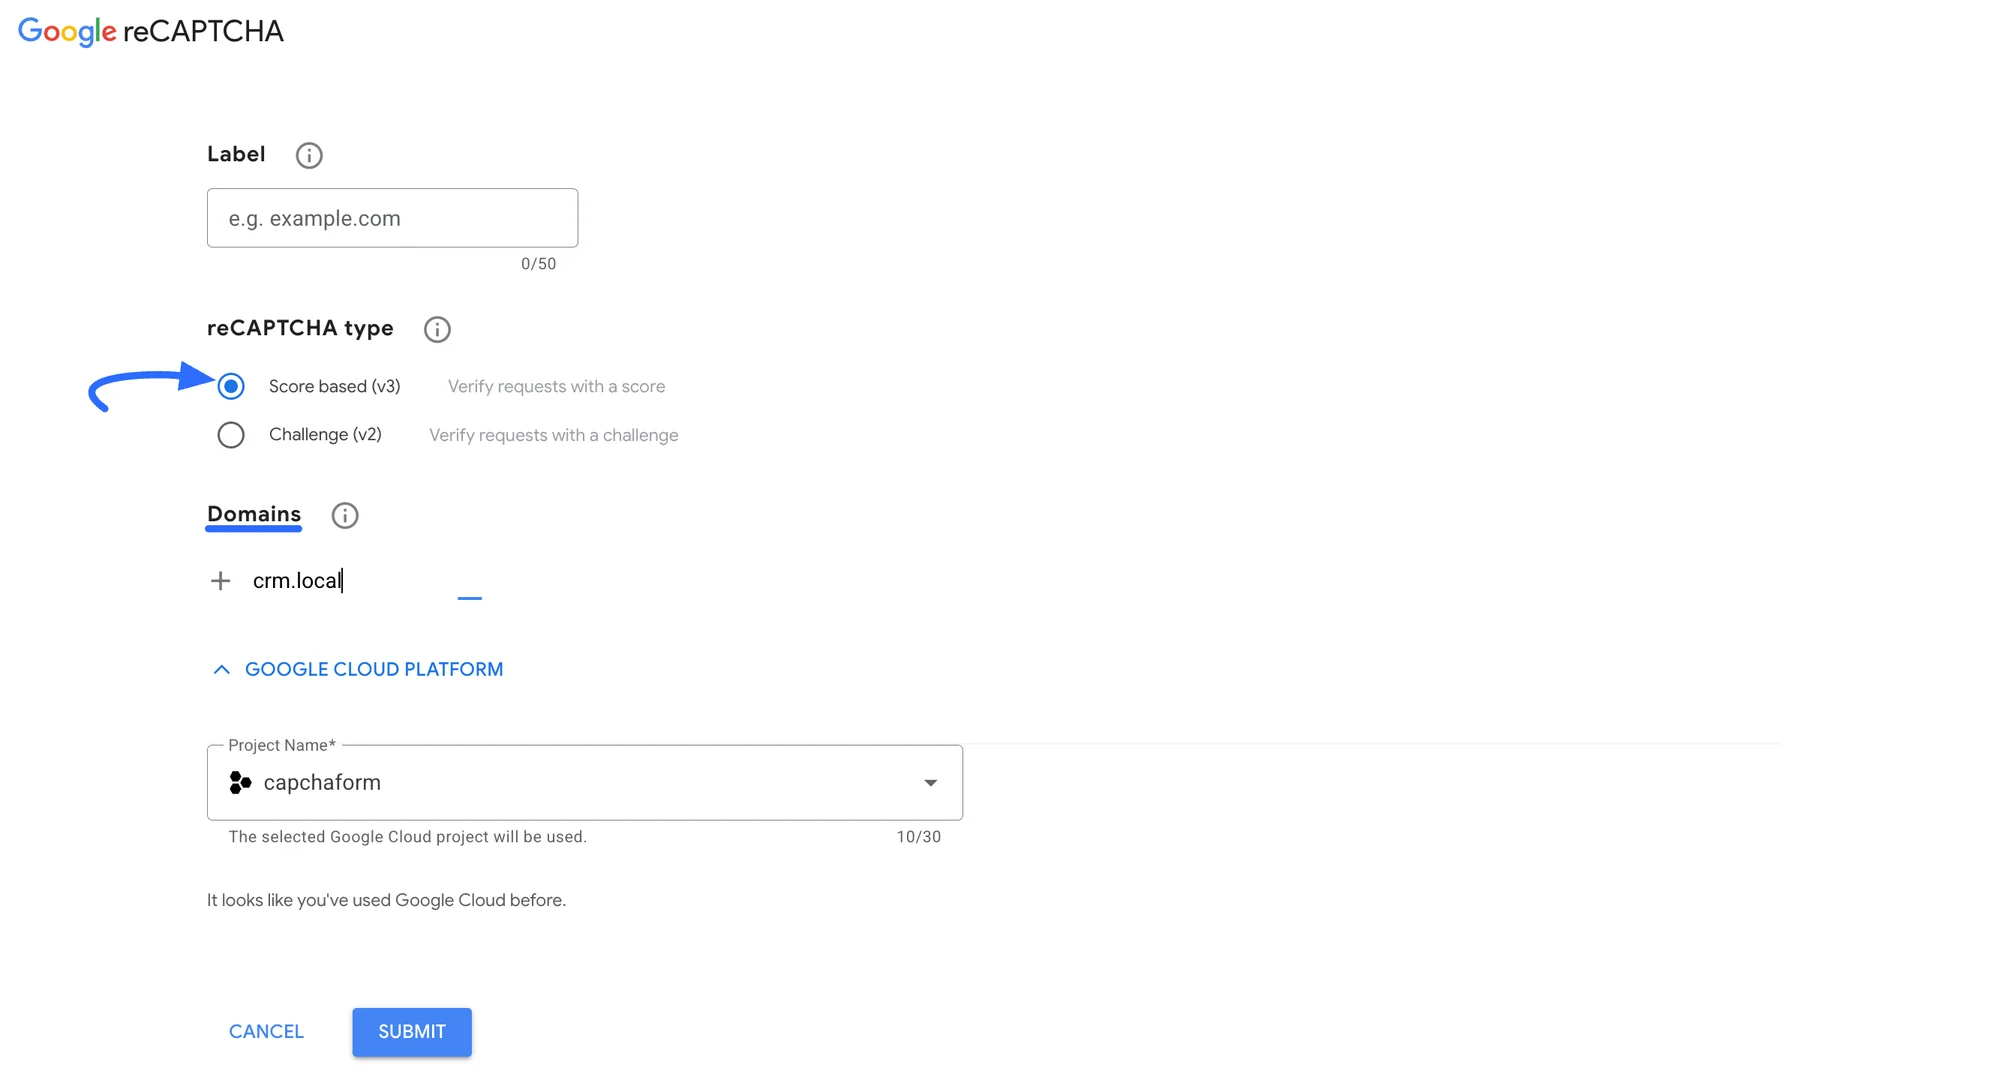 Google reCAPTCHA
Label
e.g. example.com
0/50
reCAPTCHA type
Score based (v3) Verify requests with a score
Challenge (v2) Verify requests with a challenge
Domains
crm.local
GOOGLE CLOUD PLATFORM
Project Name*
capchaform
The selected Google Cloud project will be used. 10/30
It looks like you've used Google Cloud before.
CANCEL SUBMIT